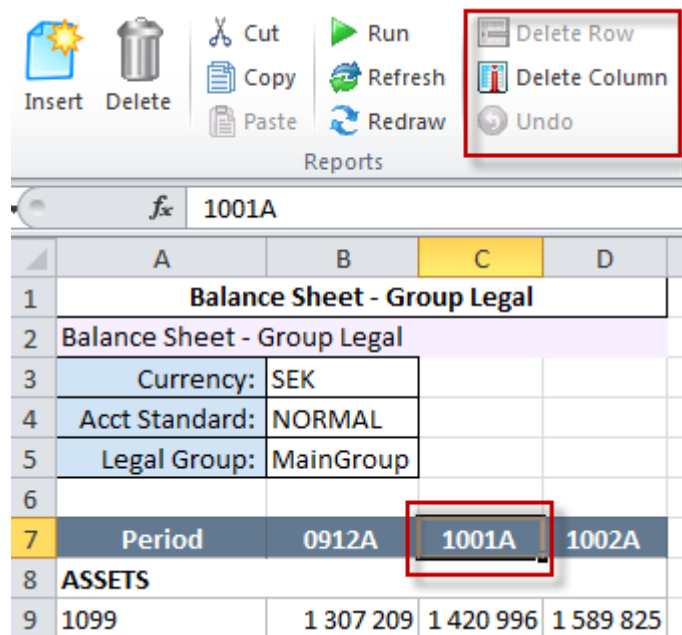 Cut Run Delete Row
Copy Refresh Delete Column
Insert Delete Paste Redraw Undo
Reports
fx 1001A
A B C D
1 Balance Sheet - Group Legal
2 Balance Sheet - Group Legal
3 Currency: SEK
4 Acct Standard: NORMAL
5 Legal Group: MainGroup
6
7 Period 0912A 1001A 1002A
8 ASSETS
9 1099 1 307 209 1 420 996 1 589 825